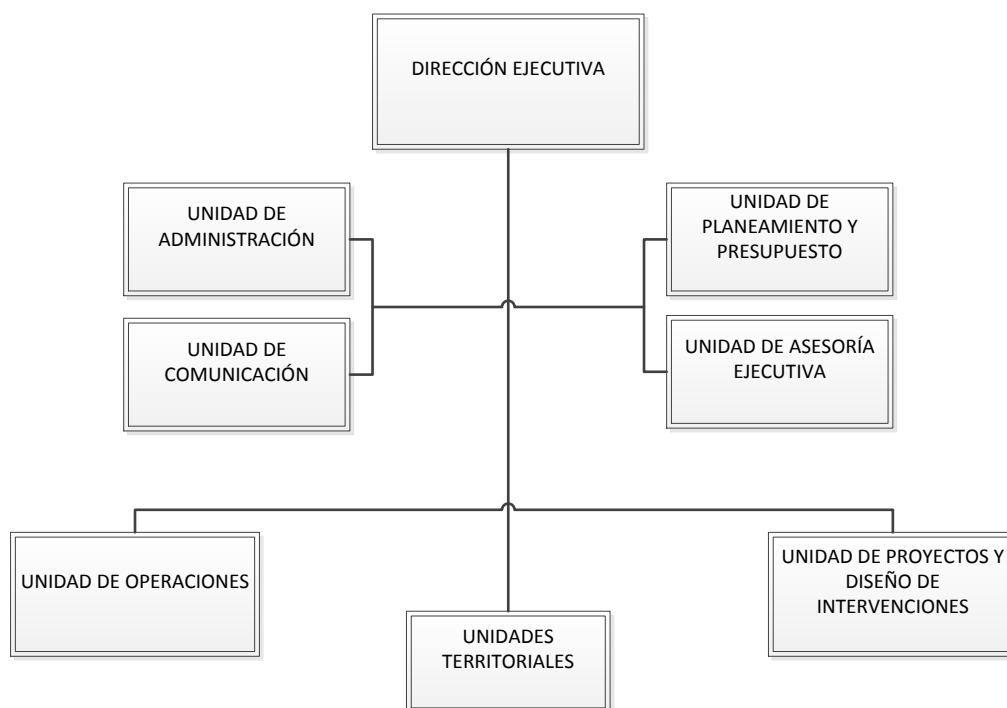 DIRECCIÓN EJECUTIVA
UNIDAD DE
ADMINISTRACIÓN
UNIDAD DE
PLANEAMIENTO Y
PRESUPUESTO
UNIDAD DE
COMUNICACIÓN
UNIDAD DE ASESORÍA
EJECUTIVA
UNIDAD DE OPERACIONES
UNIDADES
TERRITORIALES
UNIDAD DE PROYECTOS Y
DISEÑO DE
INTERVENCIONES